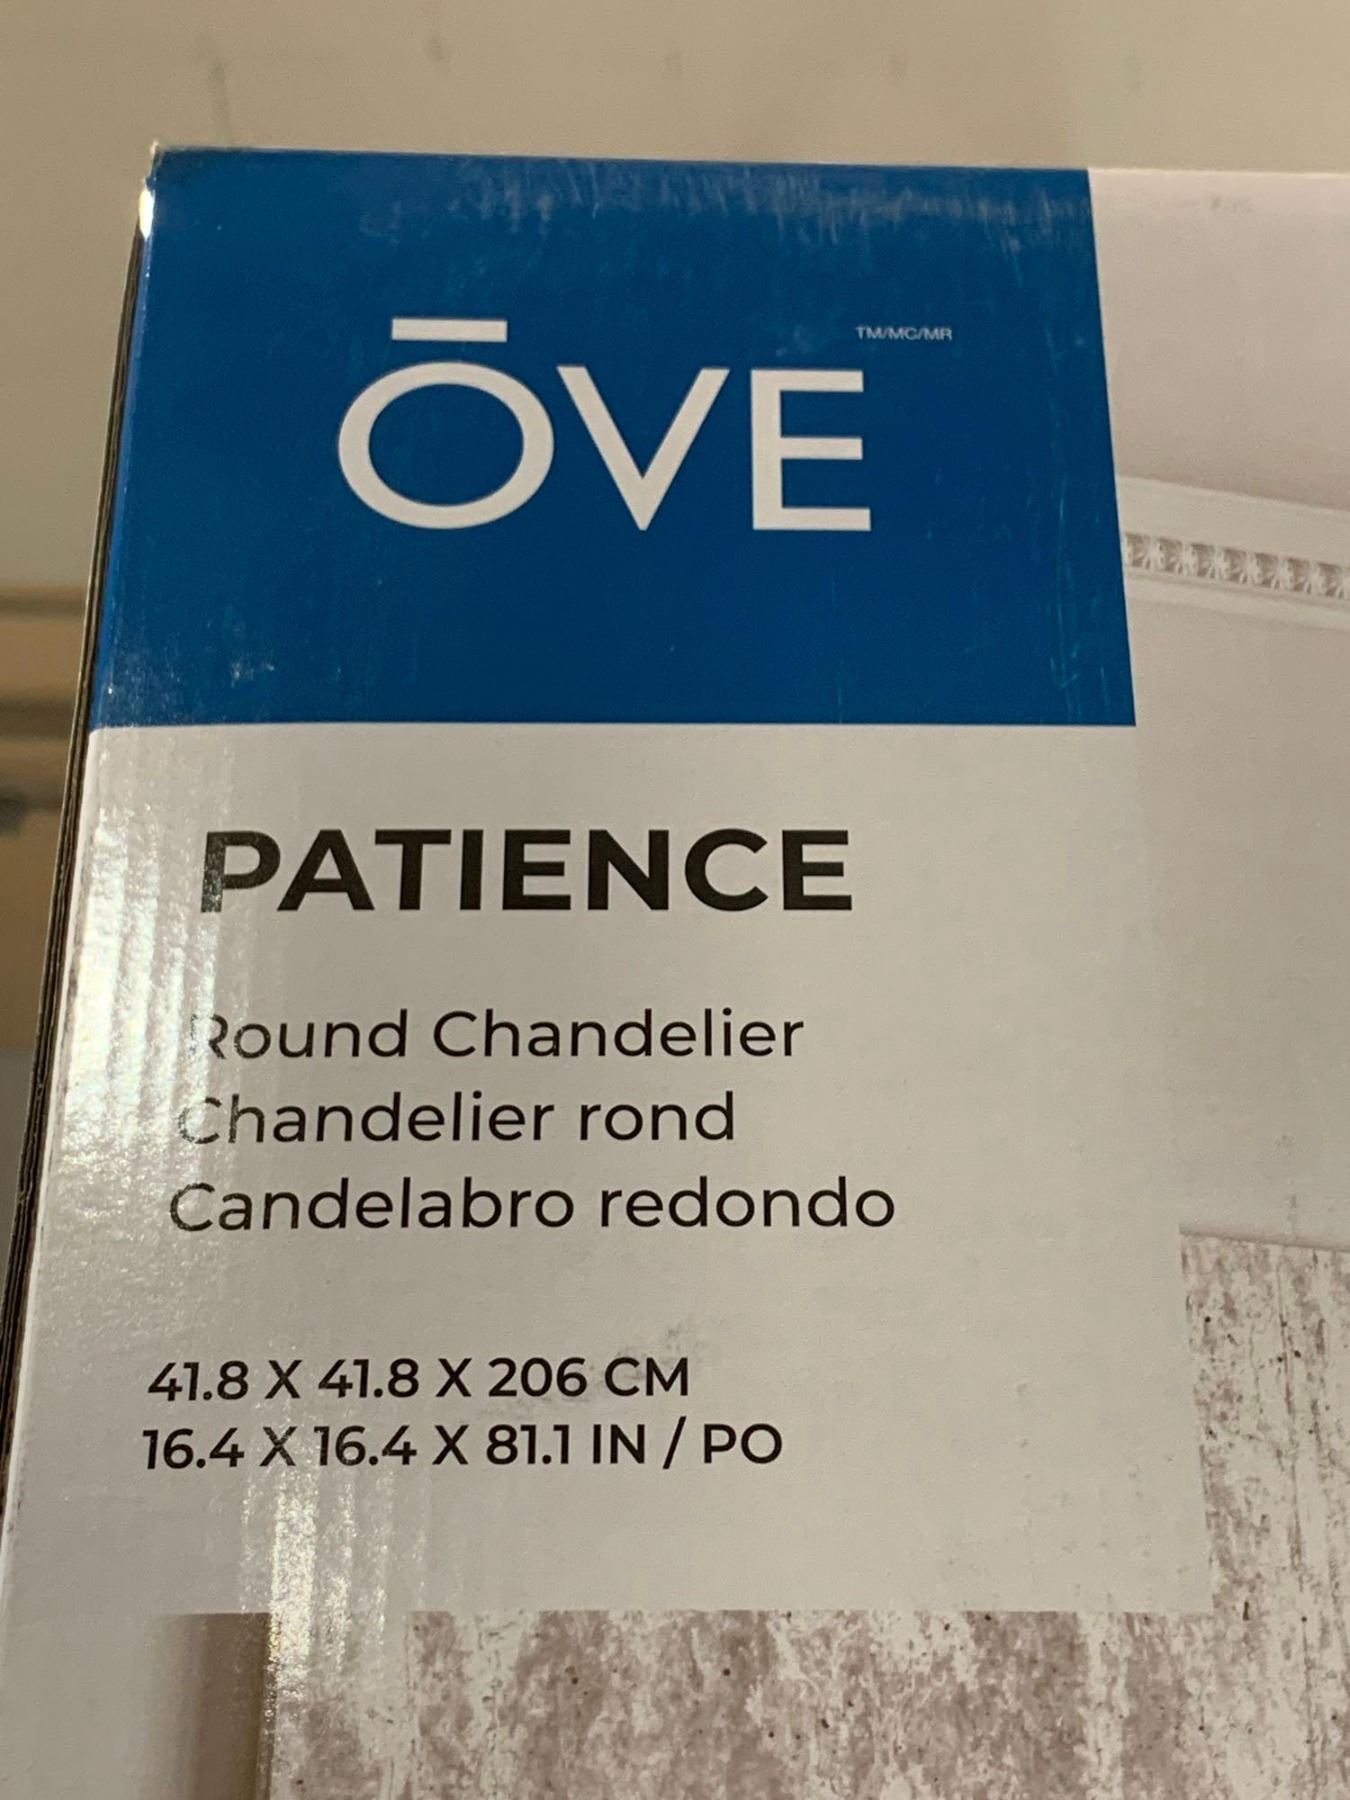 ŌVE
TM/MC/MR
PATIENCE
Round Chandelier
Chandelier rond
Candelabro redondo
41.8 X 41.8 X 206 CM
16.4 X 16.4 X 81.1 IN / PO